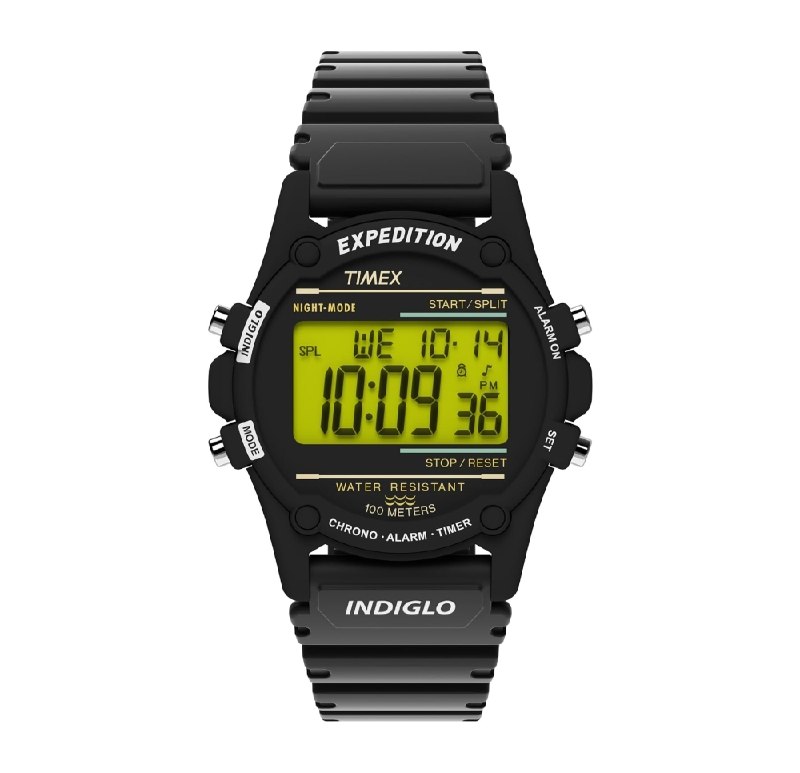 EXPEDITION
TIMEX
NIGHT-MODE START/SPLIT
INDIGLO
ALARM ON
SPL WE 10-14
PM
10:09 36
MODE
SET
STOP/RESET
WATER RESISTANT
100 METERS
CHRONO · ALARM · TIMER
INDIGLO